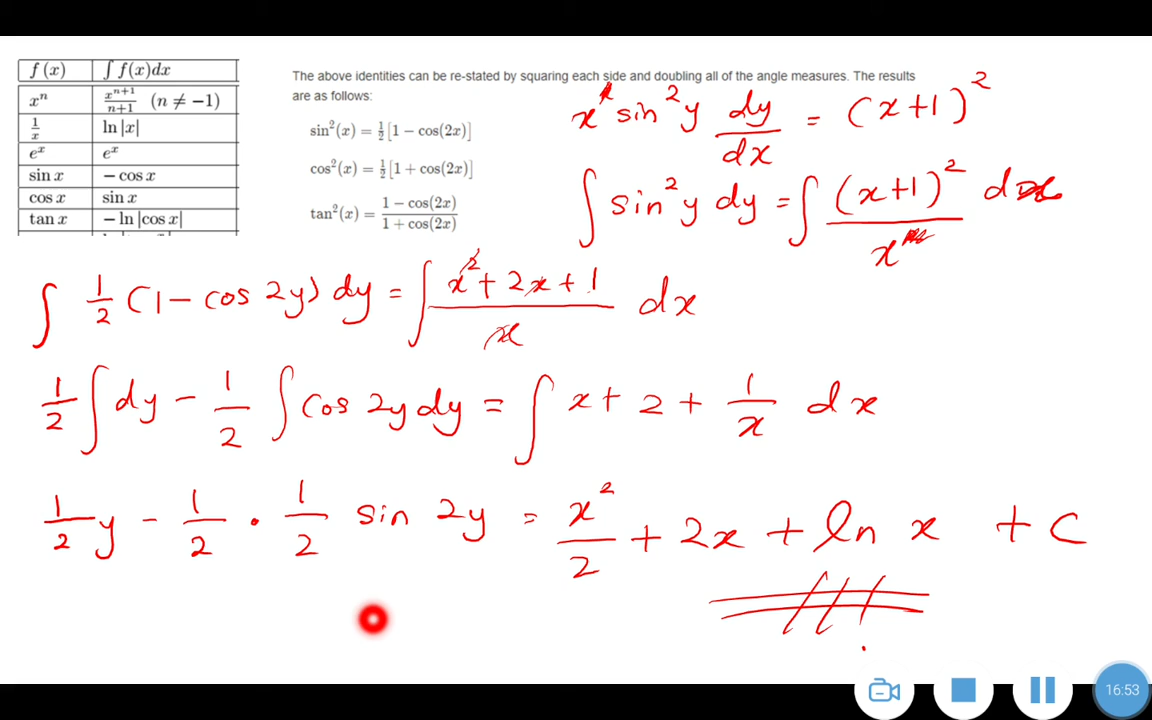 f (x) ∫ f(x)dx
xⁿ xⁿ⁺¹/n+1 (n ≠ −1)
1/x ln |x|
eˣ eˣ
sin x − cos x
cos x sin x
tan x − ln |cos x|
The above identities can be re-stated by squaring each side and doubling all of the angle measures. The results
are as follows:
sin²(x) = ½[1 − cos(2x)]
cos²(x) = ½[1 + cos(2x)]
tan²(x) = 1 − cos(2x)/1 + cos(2x)
x sin²y dy/dx = (x+1)²
∫ sin²y dy = ∫ (x+1)²/x dx
∫ 1/2 (1 − cos 2y) dy = ∫ x² + 2x + 1/x dx
1/2 ∫ dy − 1/2 ∫ cos 2y dy = ∫ x + 2 + 1/x dx
1/2 y − 1/2 · 1/2 sin 2y = x²/2 + 2x + ln x + C
16:53